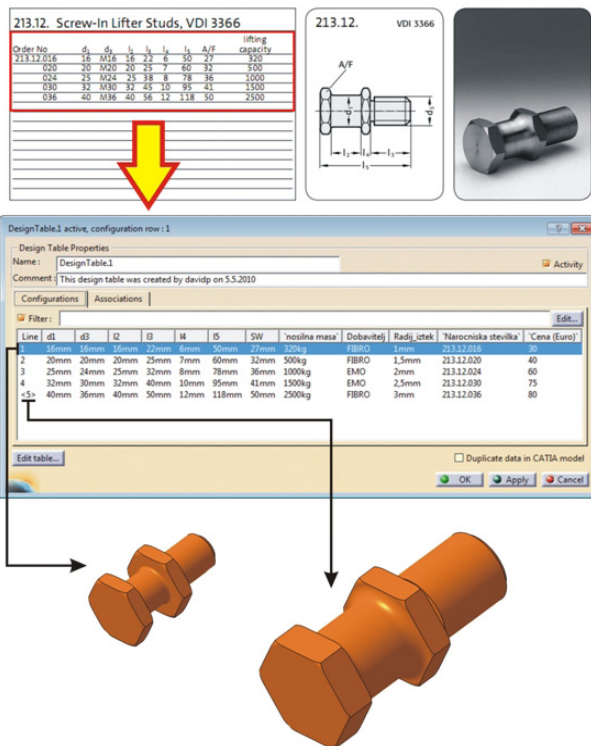 213.12. Screw-In Lifter Studs, VDI 3366
lifting
Order No d₁ d₃ l₂ l₃ l₄ l₅ A/F capacity
213.12.016 16 M16 16 22 6 50 27 320
020 20 M20 20 25 7 60 32 500
024 25 M24 25 38 8 78 36 1000
030 32 M30 32 45 10 95 41 1500
036 40 M36 40 56 12 118 50 2500
213.12. VDI 3366
A/F
d₁ d₃
l₂ l₄ l₃
l₅
DesignTable.1 active, configuration row : 1
Design Table Properties
Name : DesignTable.1 Activity
Comment : This design table was created by davidp on 5.5.2010
Configurations Associations
Filter : Edit...
Line d1 d3 l2 l3 l4 l5 SW `nosilna masa` Dobavitelj Radij_iztek `Narocniska stevilka` `Cena (Euro)`
1 16mm 16mm 16mm 22mm 6mm 50mm 27mm 320kg FIBRO 1mm 213.12.016 30
2 20mm 20mm 20mm 25mm 7mm 60mm 32mm 500kg FIBRO 1,5mm 213.12.020 40
3 25mm 24mm 25mm 32mm 8mm 78mm 36mm 1000kg EMO 2mm 213.12.024 60
4 32mm 30mm 32mm 40mm 10mm 95mm 41mm 1500kg EMO 2,5mm 213.12.030 75
<5> 40mm 36mm 40mm 50mm 12mm 118mm 50mm 2500kg FIBRO 3mm 213.12.036 80
Edit table... Duplicate data in CATIA model
OK Apply Cancel